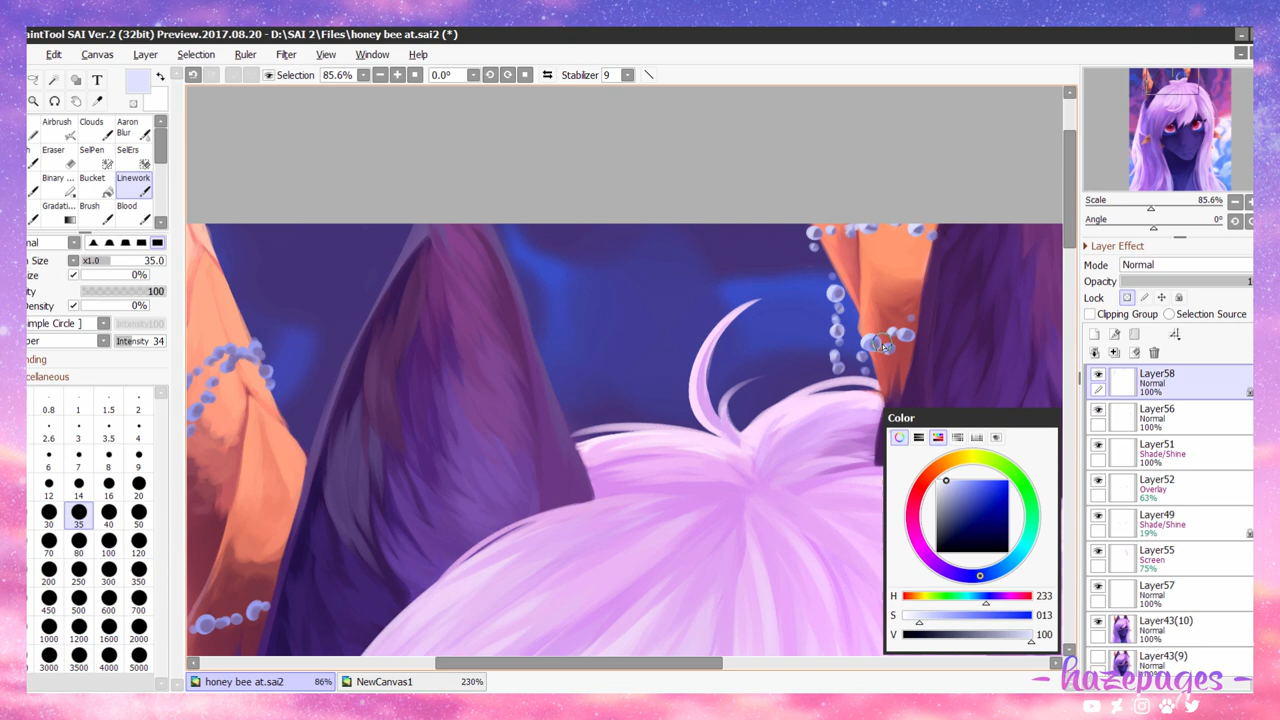 aintTool SAI Ver.2 (32bit) Preview.2017.08.20 - D:\SAI 2\Files\honey bee at.sai2 (*)
Edit Canvas Layer Selection Ruler Filter View Window Help
Selection 85.6% 0.0° Stabilizer 9
T
Airbrush Clouds Aaron Blur
Eraser SelPen SelErs
Binary ... Bucket Linework
Gradati... Brush Blood
mal
h Size x1.0 35.0
Size 0%
ity 100
Density 0%
imple Circle ] Intensity 100
per Intensity 34
nding
cellaneous
0.8 1 1.5 2
2.6 3 3.5 4
6 7 8 9
12 14 16 20
30 35 40 50
70 80 100 120
200 250 300 350
450 500 600 700
1000 1200 1600 2000
3000 3500 4000 5000
Color
H 233
S 013
V 100
Scale 85.6%
Angle 0°
Layer Effect
Mode Normal
Opacity 1
Lock
Clipping Group Selection Source
Layer58
Normal
100%
Layer56
Normal
100%
Layer51
Shade/Shine
100%
Layer52
Overlay
63%
Layer49
Shade/Shine
19%
Layer55
Screen
75%
Layer57
Normal
100%
Layer43(10)
Normal
100%
Layer43(9)
Normal
honey bee at.sai2 86% NewCanvas1 230%
- hazepages -